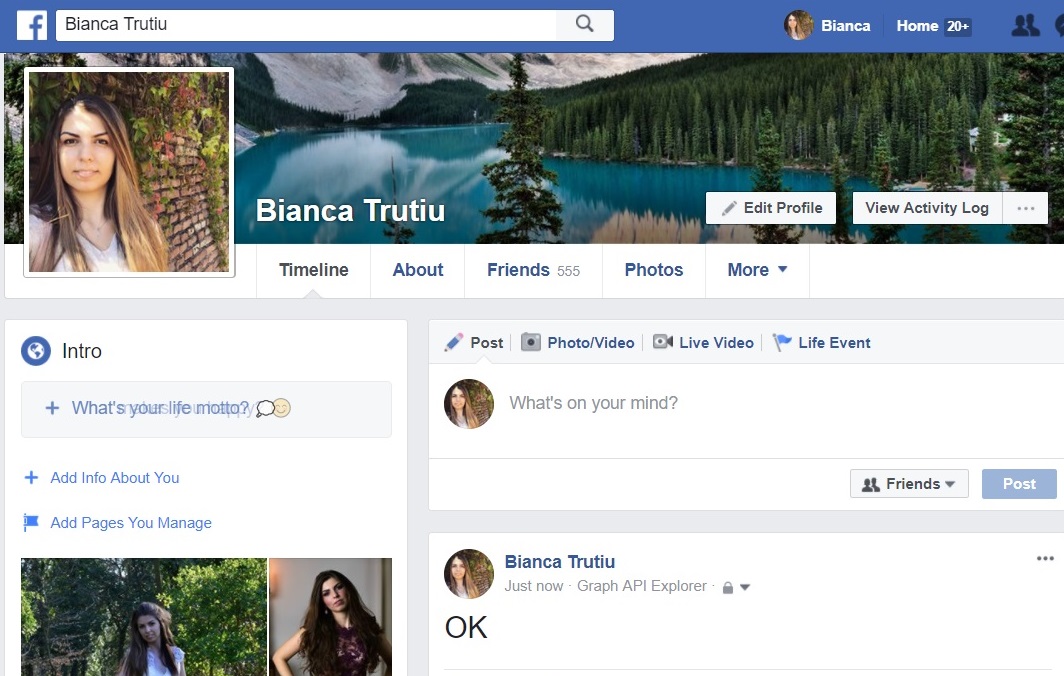 Bianca Trutiu
Bianca Home 20+
Bianca Trutiu
Edit Profile View Activity Log ...
Timeline About Friends 555 Photos More
Intro
What's your life motto?
Add Info About You
Add Pages You Manage
Post Photo/Video Live Video Life Event
What's on your mind?
Friends Post
Bianca Trutiu
Just now · Graph API Explorer ·
OK